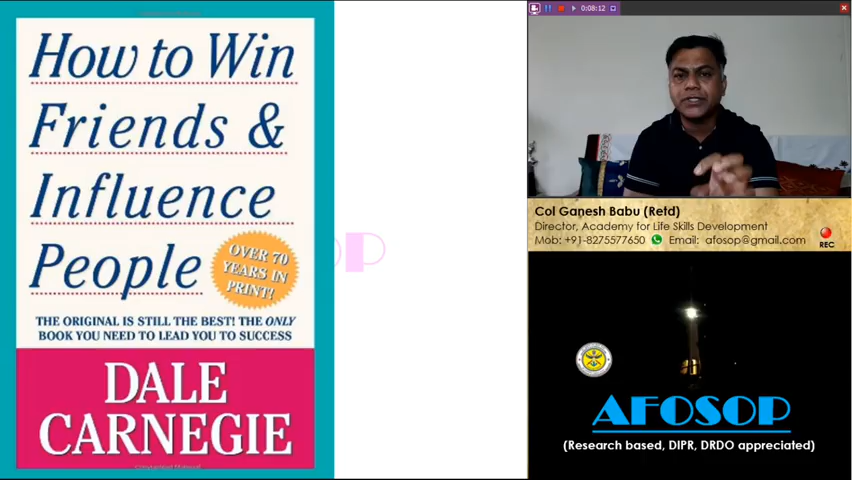 How to Win
Friends &
Influence
People
OVER 70
YEARS IN
PRINT!
THE ORIGINAL IS STILL THE BEST! THE ONLY
BOOK YOU NEED TO LEAD YOU TO SUCCESS
DALE
CARNEGIE
OP
0:08:12
Col Ganesh Babu (Retd)
Director, Academy for Life Skills Development
Mob: +91-8275577650 Email: afosop@gmail.com
REC
AFOSOP
(Research based, DIPR, DRDO appreciated)